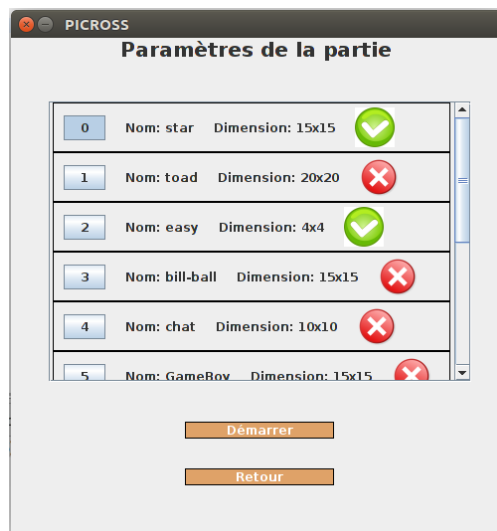 PICROSS
Paramètres de la partie
0 Nom: star Dimension: 15x15
1 Nom: toad Dimension: 20x20
2 Nom: easy Dimension: 4x4
3 Nom: bill-ball Dimension: 15x15
4 Nom: chat Dimension: 10x10
5 Nom: GameBoy Dimension: 15x15
Démarrer
Retour